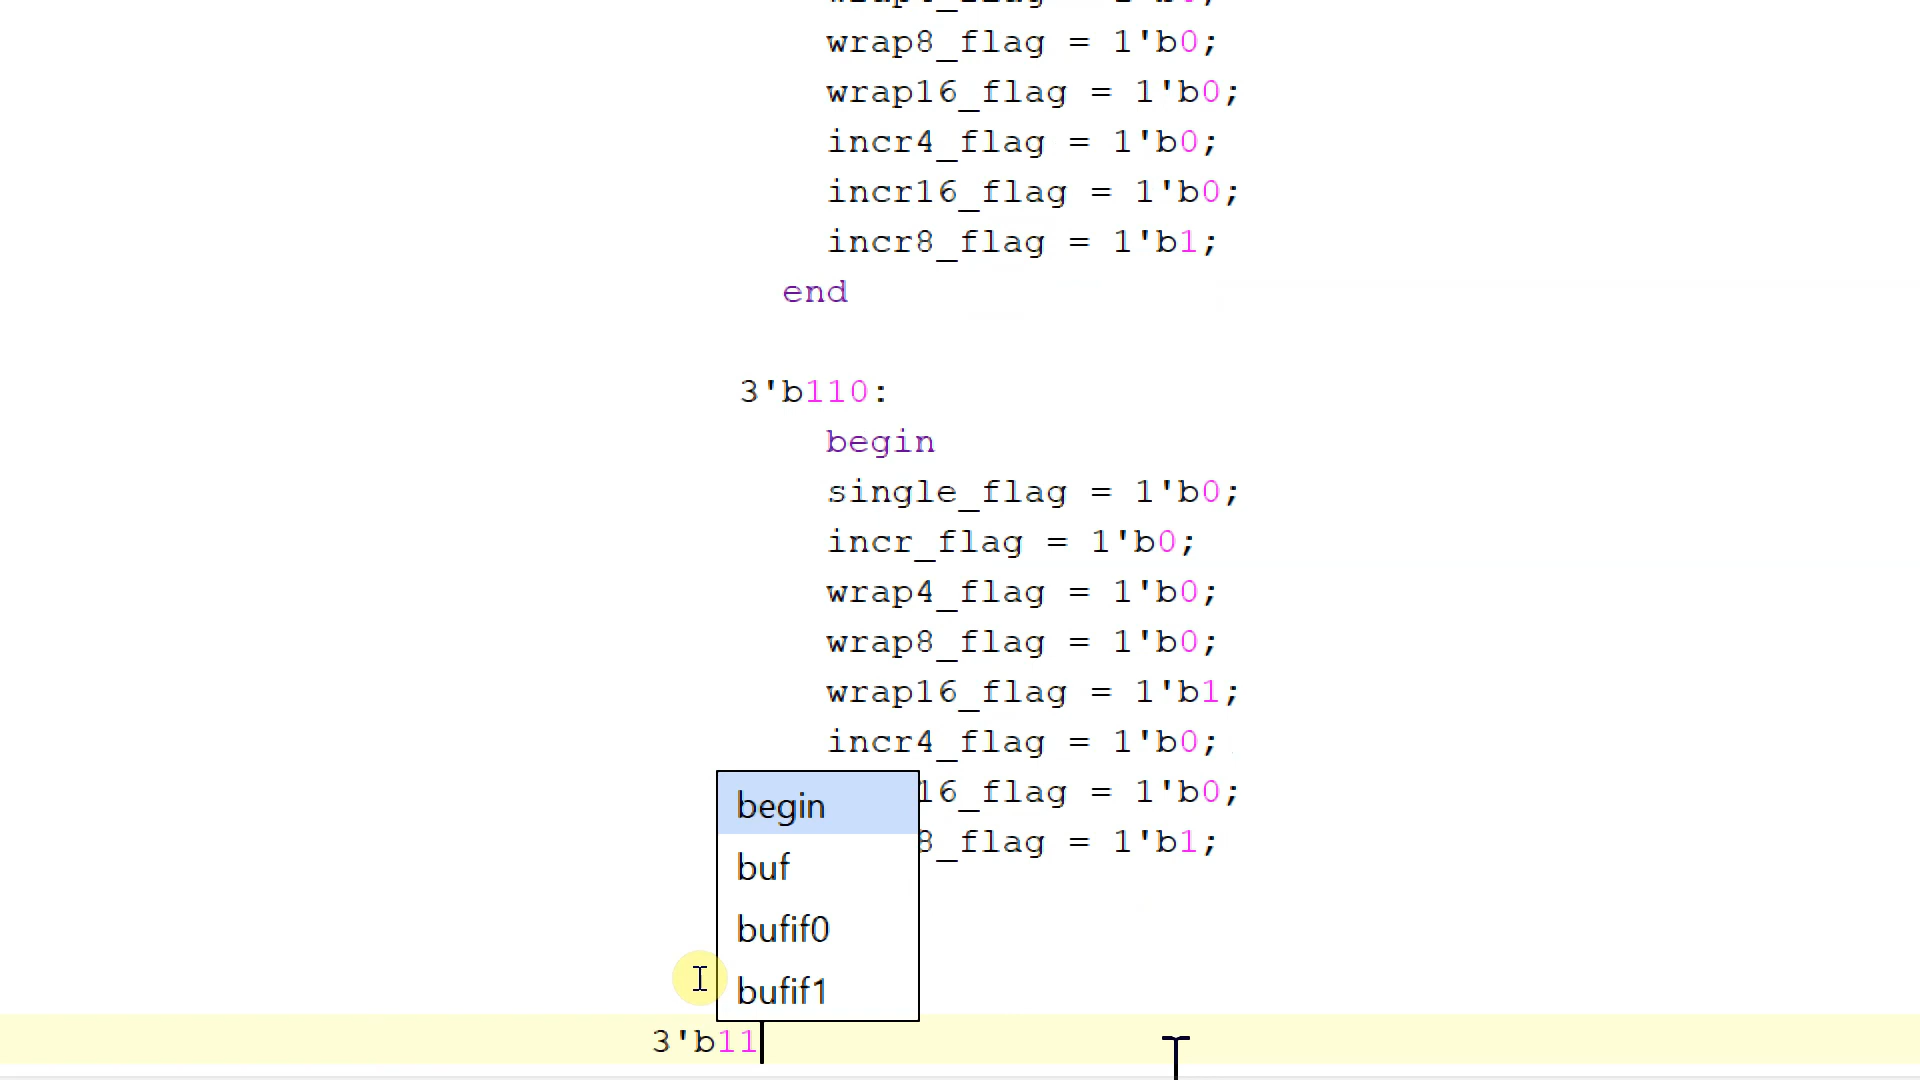 wrap8_flag = 1'b0;
wrap16_flag = 1'b0;
incr4_flag = 1'b0;
incr16_flag = 1'b0;
incr8_flag = 1'b1;
end
3'b110:
begin
single_flag = 1'b0;
incr_flag = 1'b0;
wrap4_flag = 1'b0;
wrap8_flag = 1'b0;
wrap16_flag = 1'b1;
incr4_flag = 1'b0;
16_flag = 1'b0;
8_flag = 1'b1;
begin
buf
bufif0
bufif1
3'b11